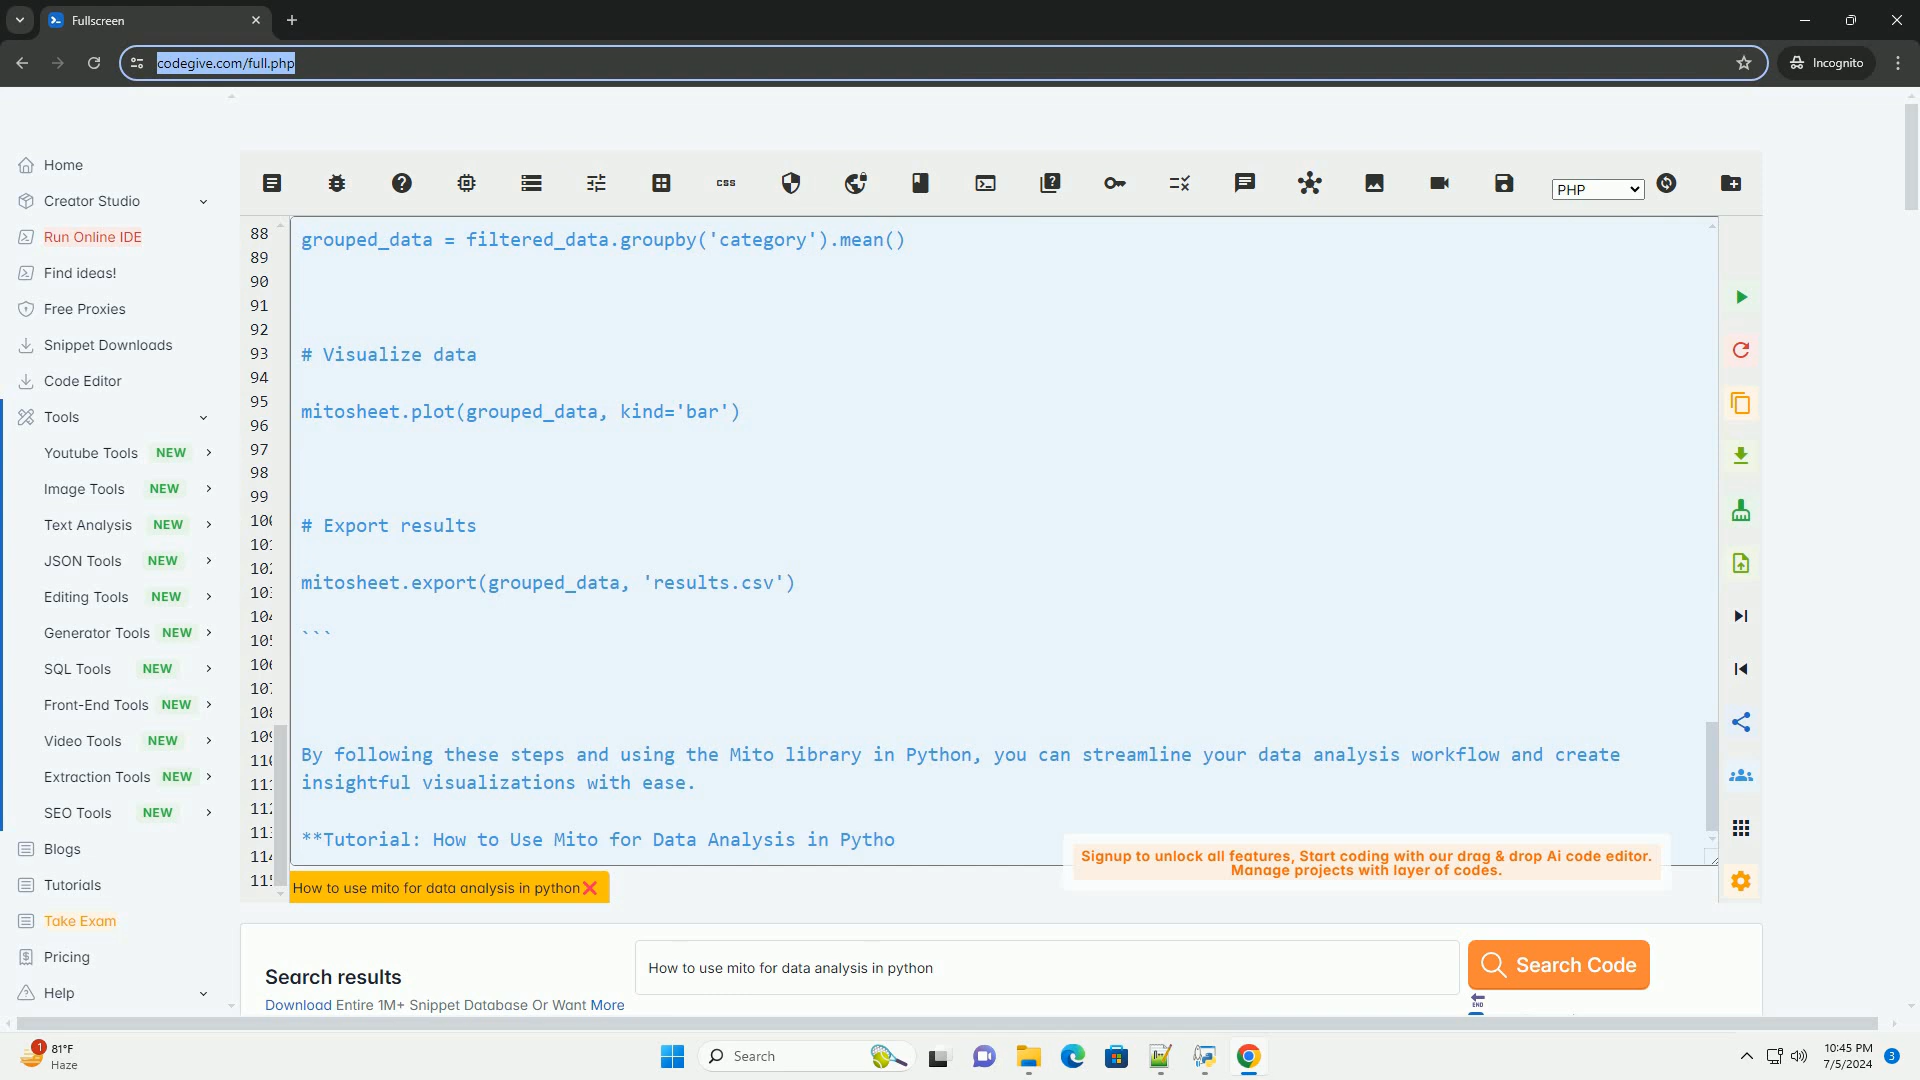 Fullscreen
codegive.com/full.php
Incognito
Home
Creator Studio
Run Online IDE
Find ideas!
Free Proxies
Snippet Downloads
Code Editor
Tools
Youtube Tools NEW
Image Tools NEW
Text Analysis NEW
JSON Tools NEW
Editing Tools NEW
Generator Tools NEW
SQL Tools NEW
Front-End Tools NEW
Video Tools NEW
Extraction Tools NEW
SEO Tools NEW
Blogs
Tutorials
Take Exam
Pricing
Help
css
PHP
88
89
90
91
92
93
94
95
96
97
98
99
grouped_data = filtered_data.groupby('category').mean()
# Visualize data
mitosheet.plot(grouped_data, kind='bar')
# Export results
mitosheet.export(grouped_data, 'results.csv')
```
By following these steps and using the Mito library in Python, you can streamline your data analysis workflow and create
insightful visualizations with ease.
**Tutorial: How to Use Mito for Data Analysis in Pytho
Signup to unlock all features, Start coding with our drag & drop Ai code editor.
Manage projects with layer of codes.
How to use mito for data analysis in python
Search results
Download Entire 1M+ Snippet Database Or Want More
How to use mito for data analysis in python
Search Code
END
1
81°F
Haze
Search
10:45 PM
7/5/2024
3